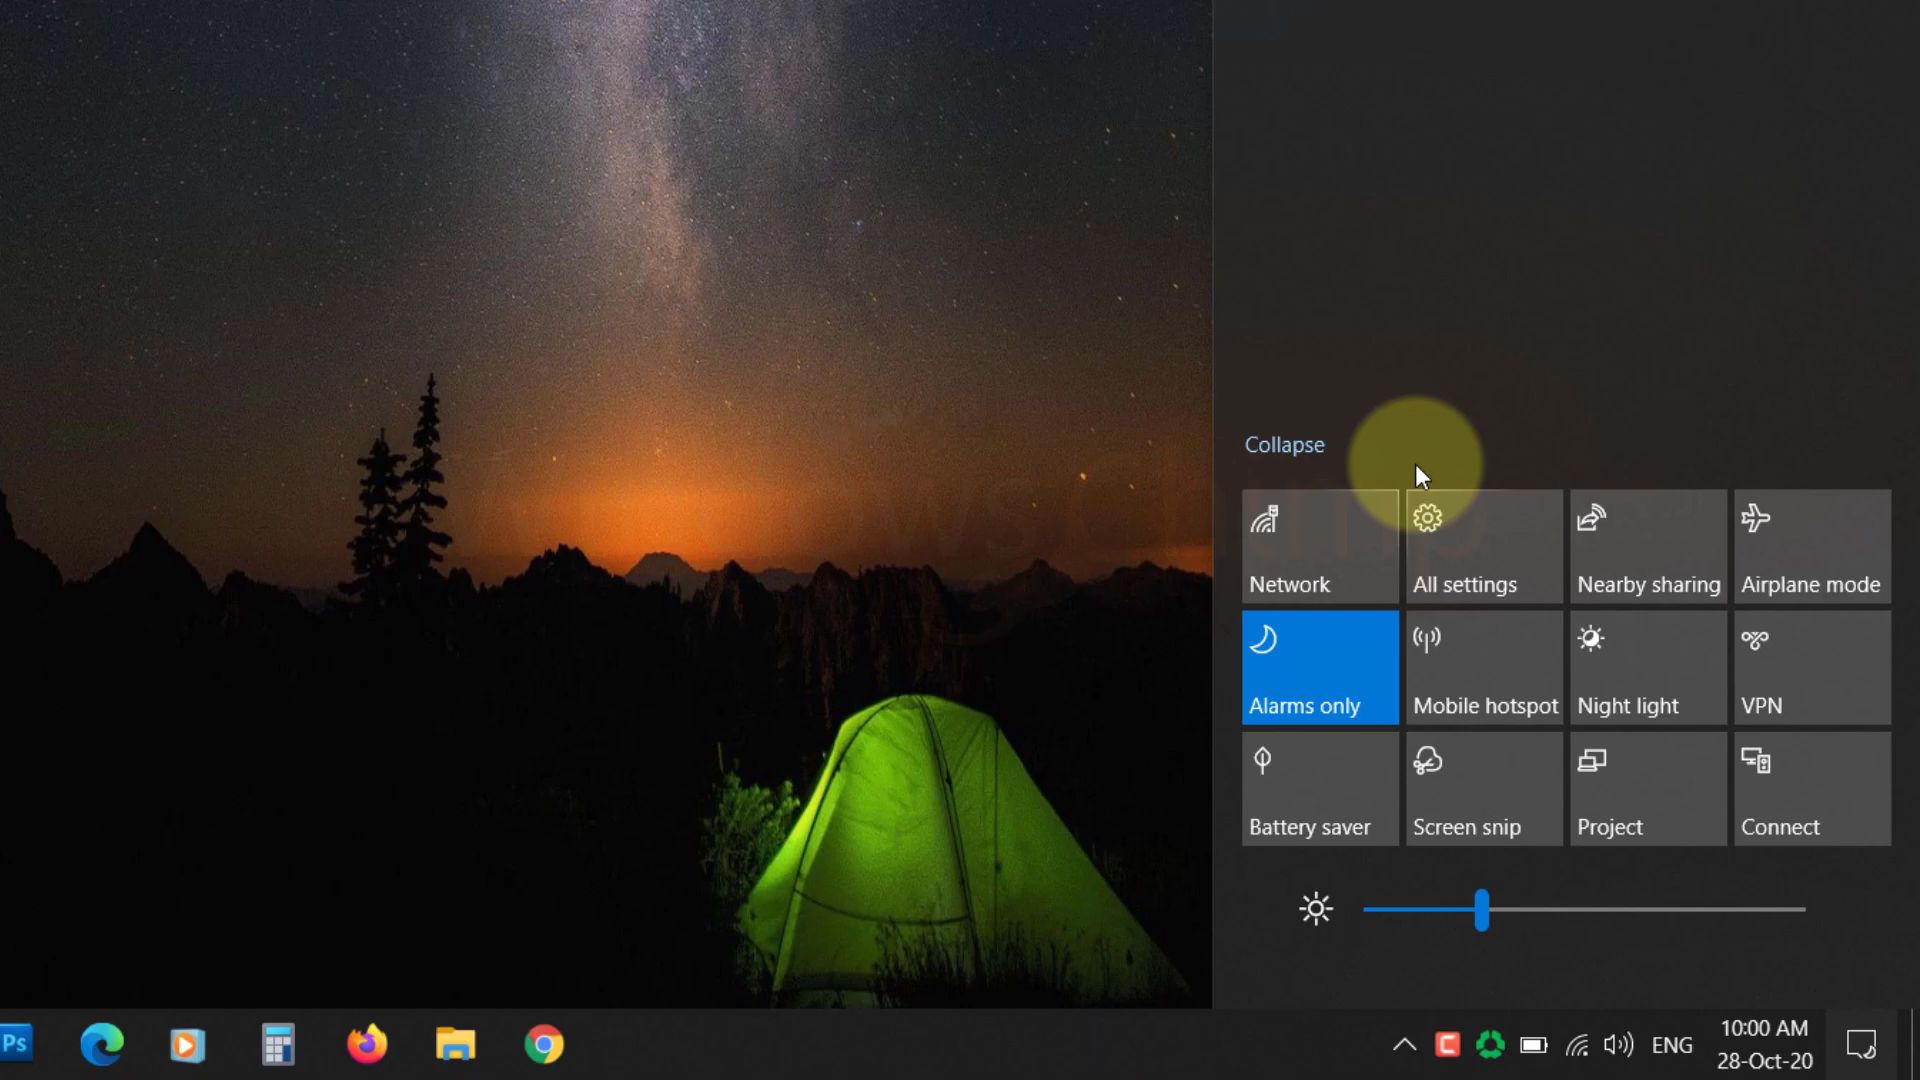 Collapse
Network
All settings
Nearby sharing
Airplane mode
Alarms only
Mobile hotspot
Night light
VPN
Battery saver
Screen snip
Project
Connect
Ps
ENG
10:00 AM
28-Oct-20